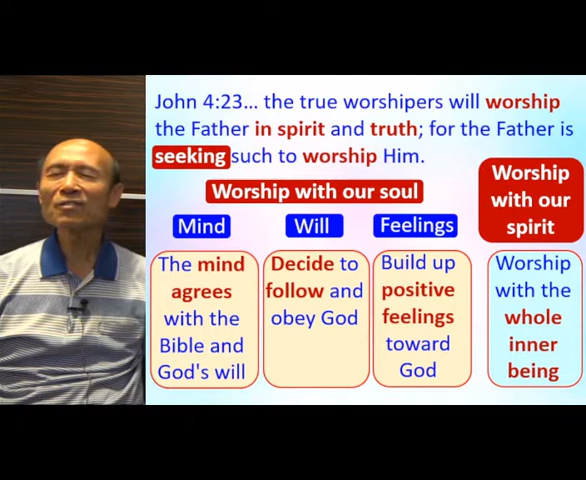 John 4:23... the true worshipers will worship
the Father in spirit and truth; for the Father is
seeking such to worship Him.
Worship with our soul
Worship
with our
spirit
Mind
Will
Feelings
The mind
agrees
with the
Bible and
God's will
Decide to
follow and
obey God
Build up
positive
feelings
toward
God
Worship
with the
whole
inner
being